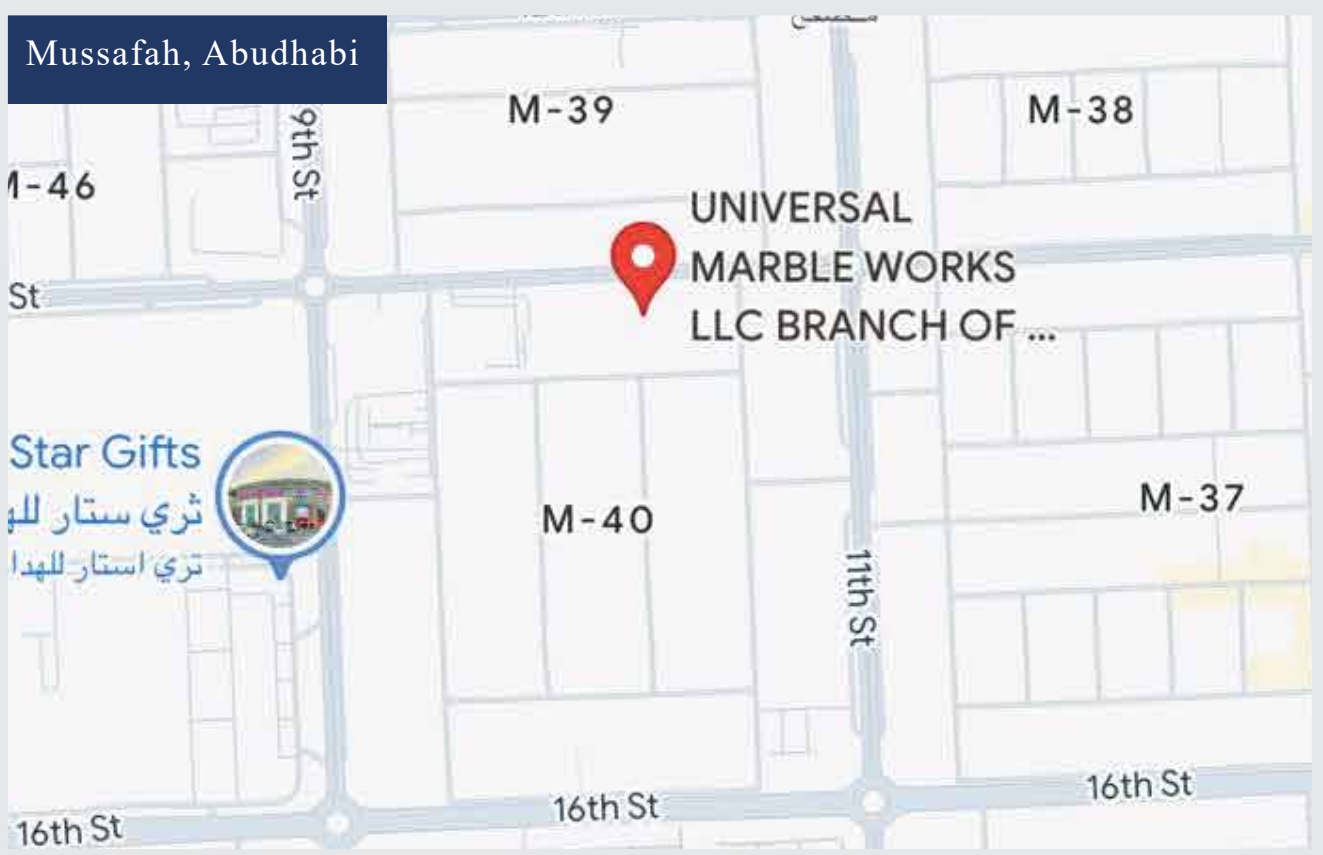 Mussafah, Abudhabi
M-39
M-38
9th St
-46
UNIVERSAL
MARBLE WORKS
LLC BRANCH OF ...
St
Star Gifts
ثري ستار
تري استار للهدا
M-40
M-37
11th St
16th St
16th St
16th St